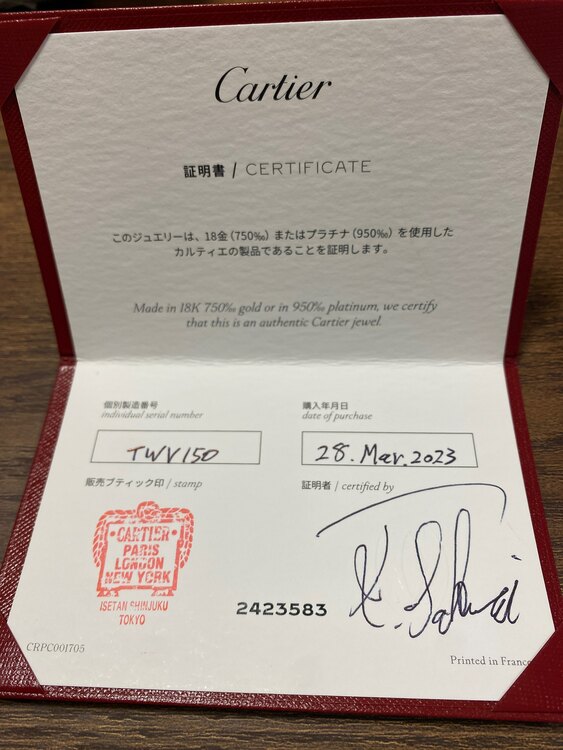 Cartier
証明書 / CERTIFICATE
このジュエリーは、18金(750‰)またはプラチナ(950‰)を使用した
カルティエの製品であることを証明します。
Made in 18K 750‰ gold or in 950‰ platinum, we certify
that this is an authentic Cartier jewel.
個別製造番号
individual serial number
購入年月日
date of purchase
TWV150
28. Mar. 2023
販売ブティック印 / stamp
証明者 / certified by
CARTIER
PARIS
LONDON
NEW YORK
ISETAN SHINJUKU
TOKYO
2423583
CRPC001705
Printed in France